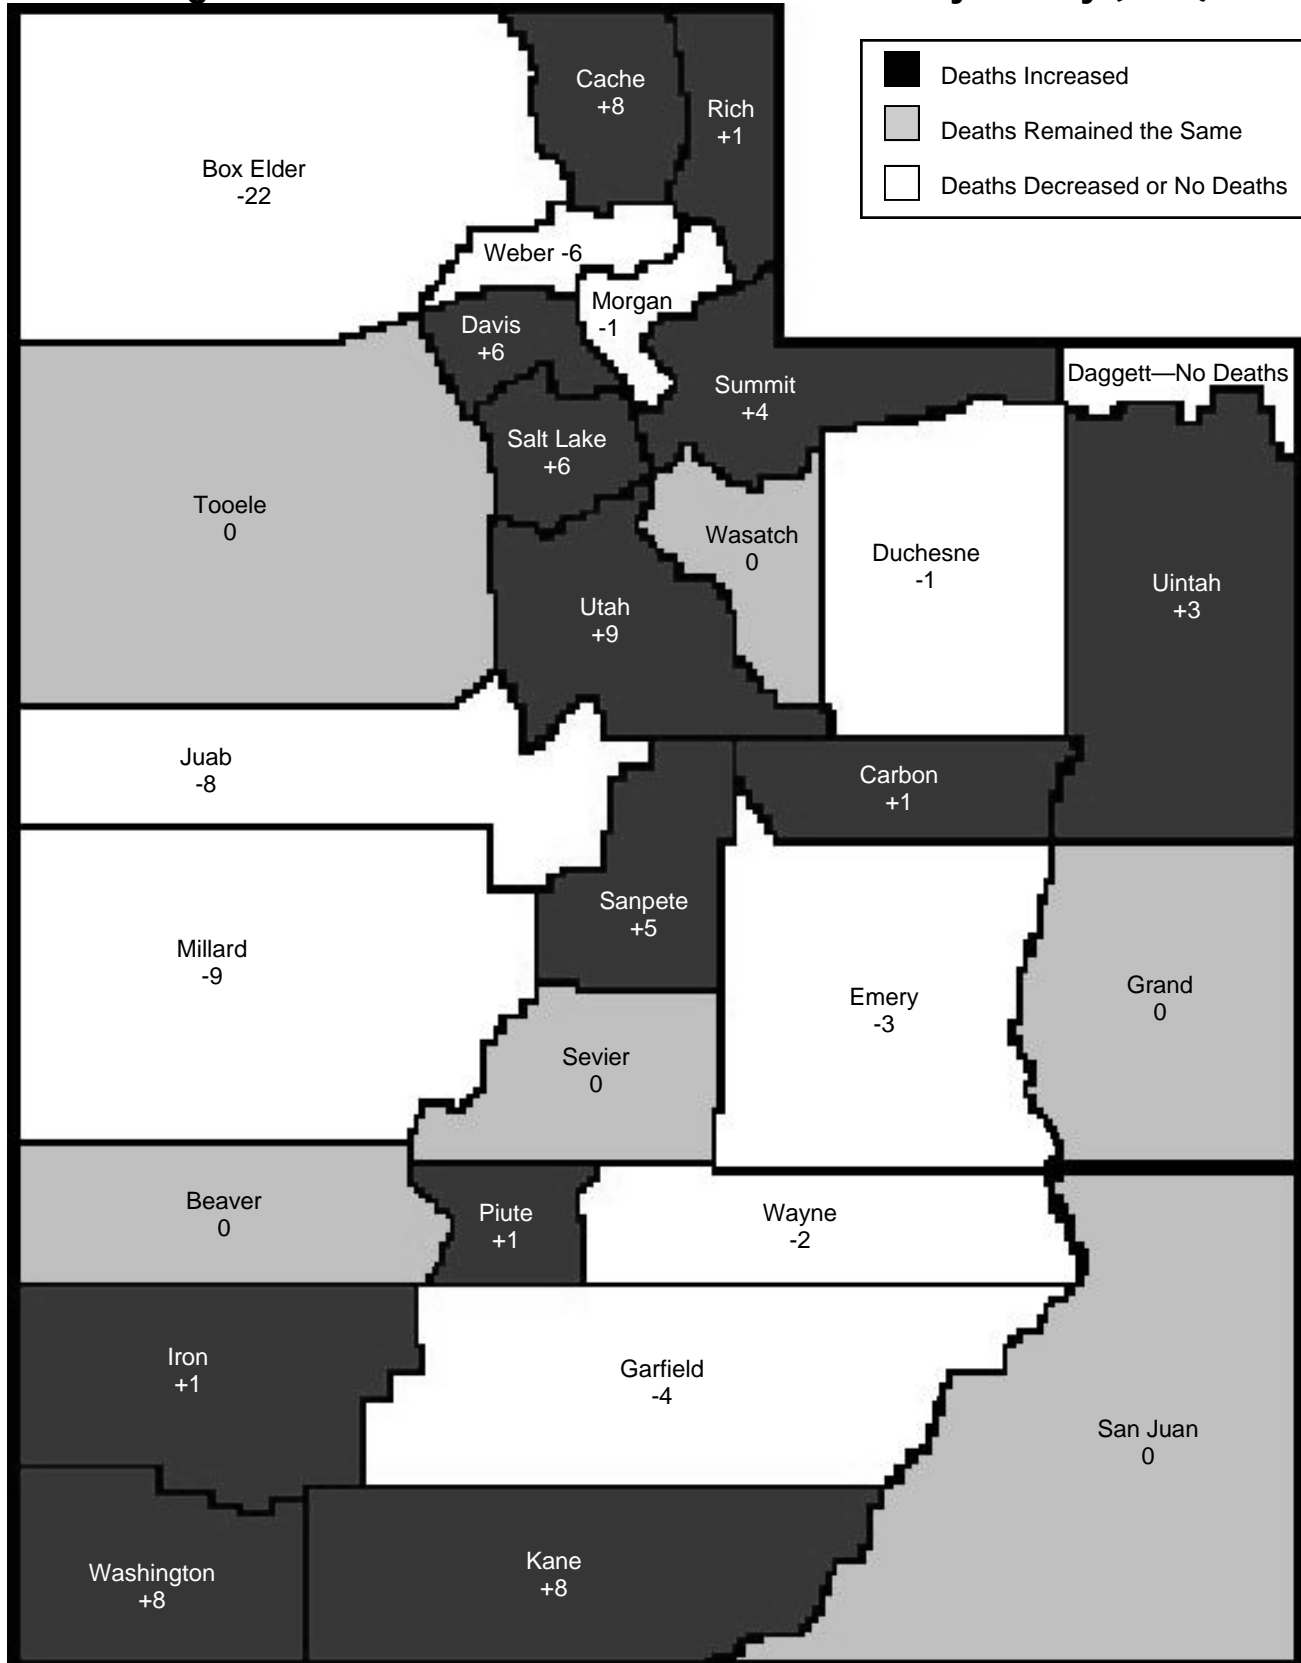 Deaths Increased
Deaths Remained the Same
Deaths Decreased or No Deaths
Cache
+8
Rich
+1
Box Elder
-22
Weber -6
Morgan
-1
Davis
+6
Summit
+4
Daggett—No Deaths
Salt Lake
+6
Tooele
0
Wasatch
0
Duchesne
-1
Uintah
+3
Utah
+9
Juab
-8
Carbon
+1
Sanpete
+5
Millard
-9
Emery
-3
Grand
0
Sevier
0
Beaver
0
Piute
+1
Wayne
-2
Iron
+1
Garfield
-4
San Juan
0
Washington
+8
Kane
+8